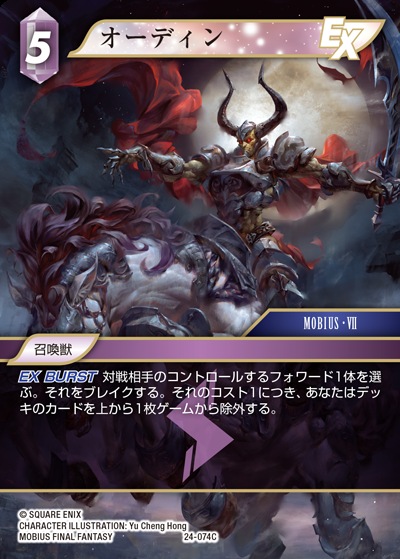 5
オーディン
EX
MOBIUS・VII
召喚獣
EX BURST 対戦相手のコントロールするフォワード1体を選
ぶ。それをブレイクする。それのコスト1につき、あなたはデッ
キのカードを上から1枚ゲームから除外する。
© SQUARE ENIX
CHARACTER ILLUSTRATION: Yu Cheng Hong
MOBIUS FINAL FANTASY
24-074C